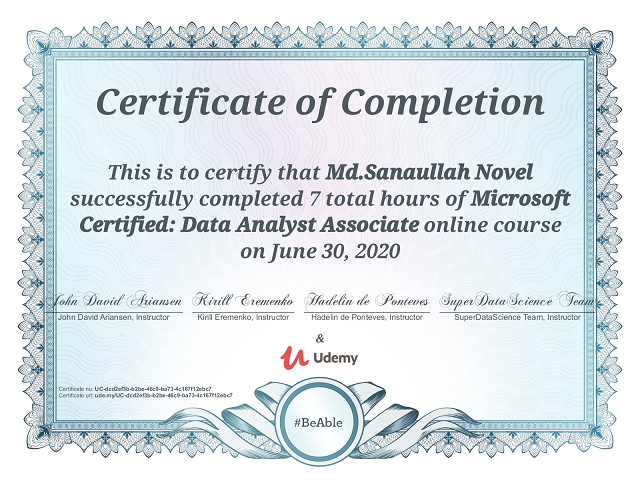 Certificate of Completion
This is to certify that Md.Sanaullah Novel
successfully completed 7 total hours of Microsoft
Certified: Data Analyst Associate online course
on June 30, 2020
John David Ariansen Kirill Eremenko Hadelin de Ponteves SuperDataScience Team
John David Ariansen, Instructor Kirill Eremenko, Instructor Hadelin de Ponteves, Instructor SuperDataScience Team, Instructor
&
Udemy
Certificate no: UC-dcd2ef3b-b2be-46c9-ba73-4c167f12ebc7
Certificate url: ude.my/UC-dcd2ef3b-b2be-46c9-ba73-4c167f12ebc7
#BeAble